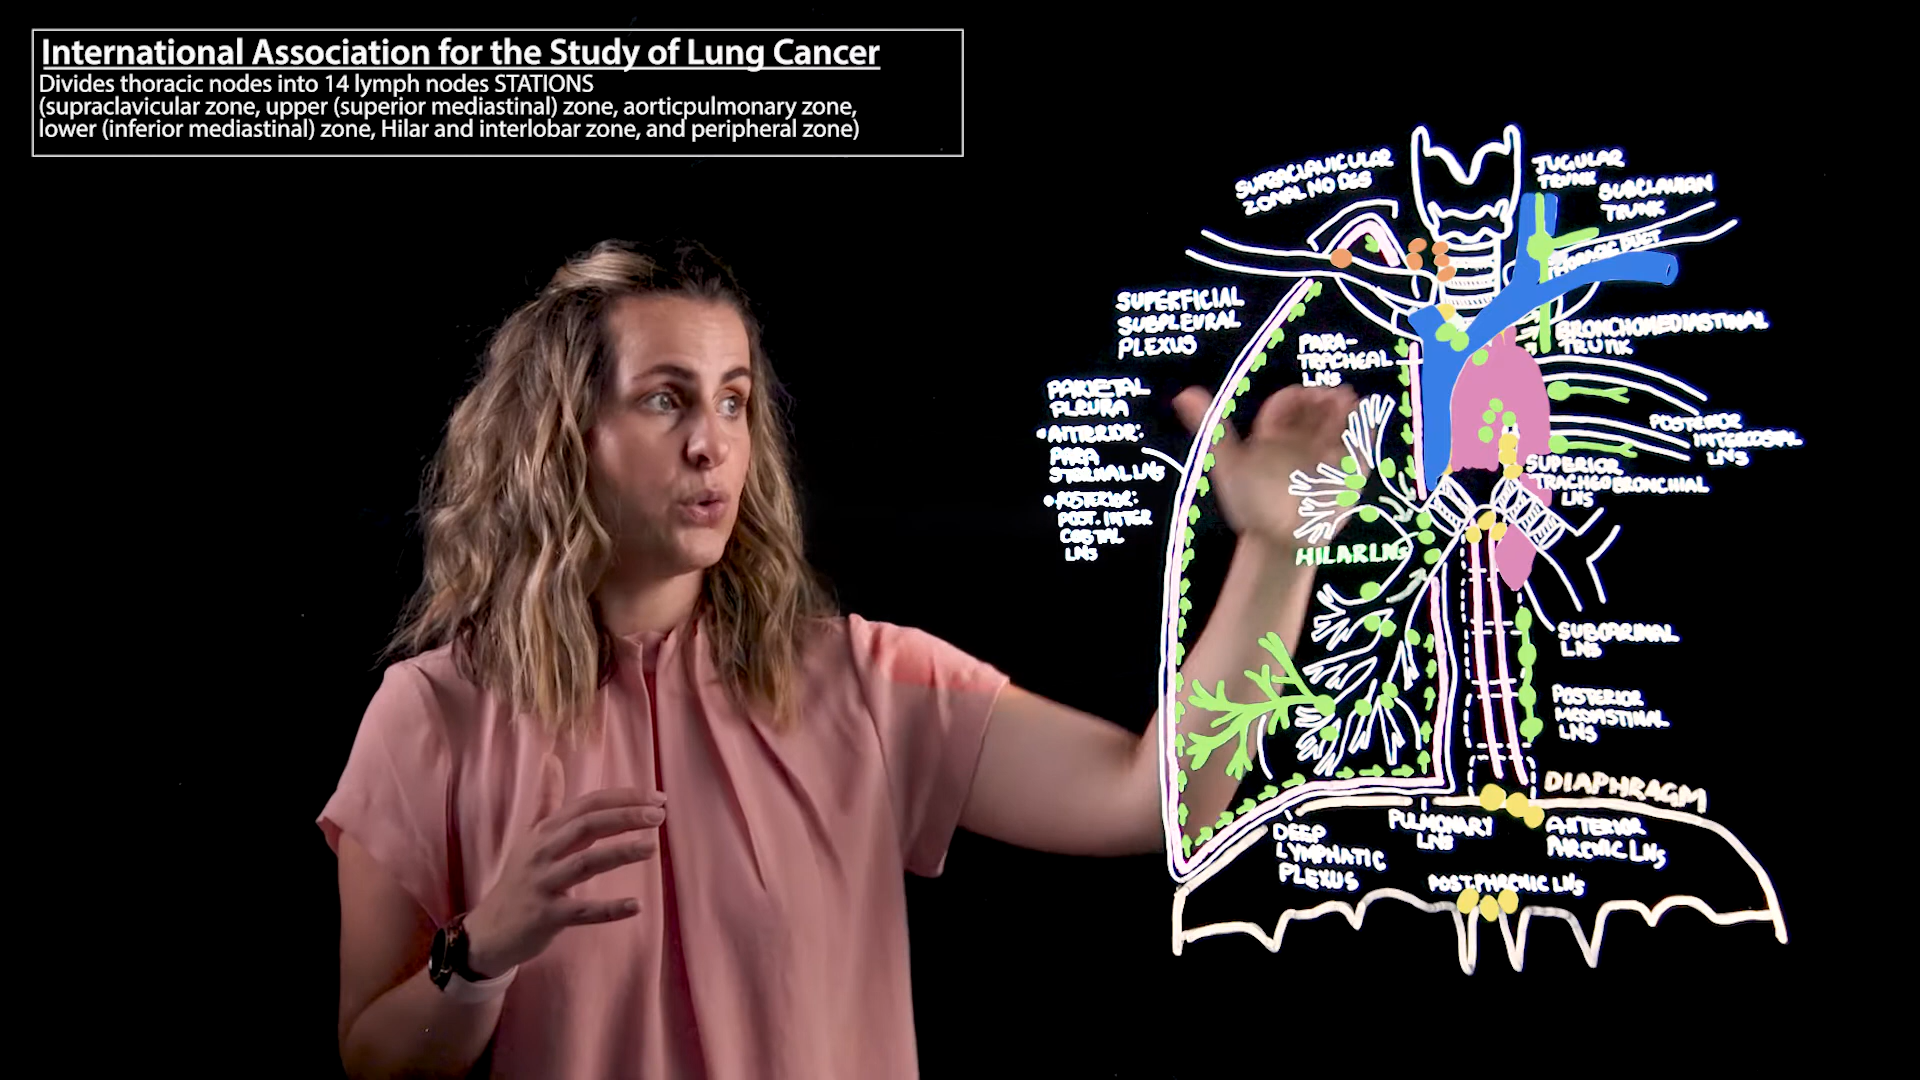 International Association for the Study of Lung Cancer
Divides thoracic nodes into 14 lymph nodes STATIONS
(supraclavicular zone, upper (superior mediastinal) zone, aorticpulmonary zone,
lower (inferior mediastinal) zone, Hilar and interlobar zone, and peripheral zone)
SUPRACLAVICULAR
ZONAL NODES
JUGULAR
TRUNK
SUBCLAVIAN
TRUNK
THORACIC DUCT
SUPERFICIAL
SUBPLEURAL
PLEXUS
PARA-
TRACHEAL
LNS
BRONCHOMEDIASTINAL
TRUNK
PARIETAL
PLEURA
• ANTERIOR:
PARA
STERNAL LNS
• POSTERIOR:
POST. INTER
COSTAL
LNS
POSTERIOR
INTERCOSTAL
LNS
SUPERIOR
TRACHEOBRONCHIAL
LNS
HILAR LNS
SUBCARINAL
LNS
POSTERIOR
MEDIASTINAL
LNS
DIAPHRAGM
DEEP
LYMPHATIC
PLEXUS
PULMONARY
LNS
ANTERIOR
PHRENIC LNS
POST. PHRENIC LNS